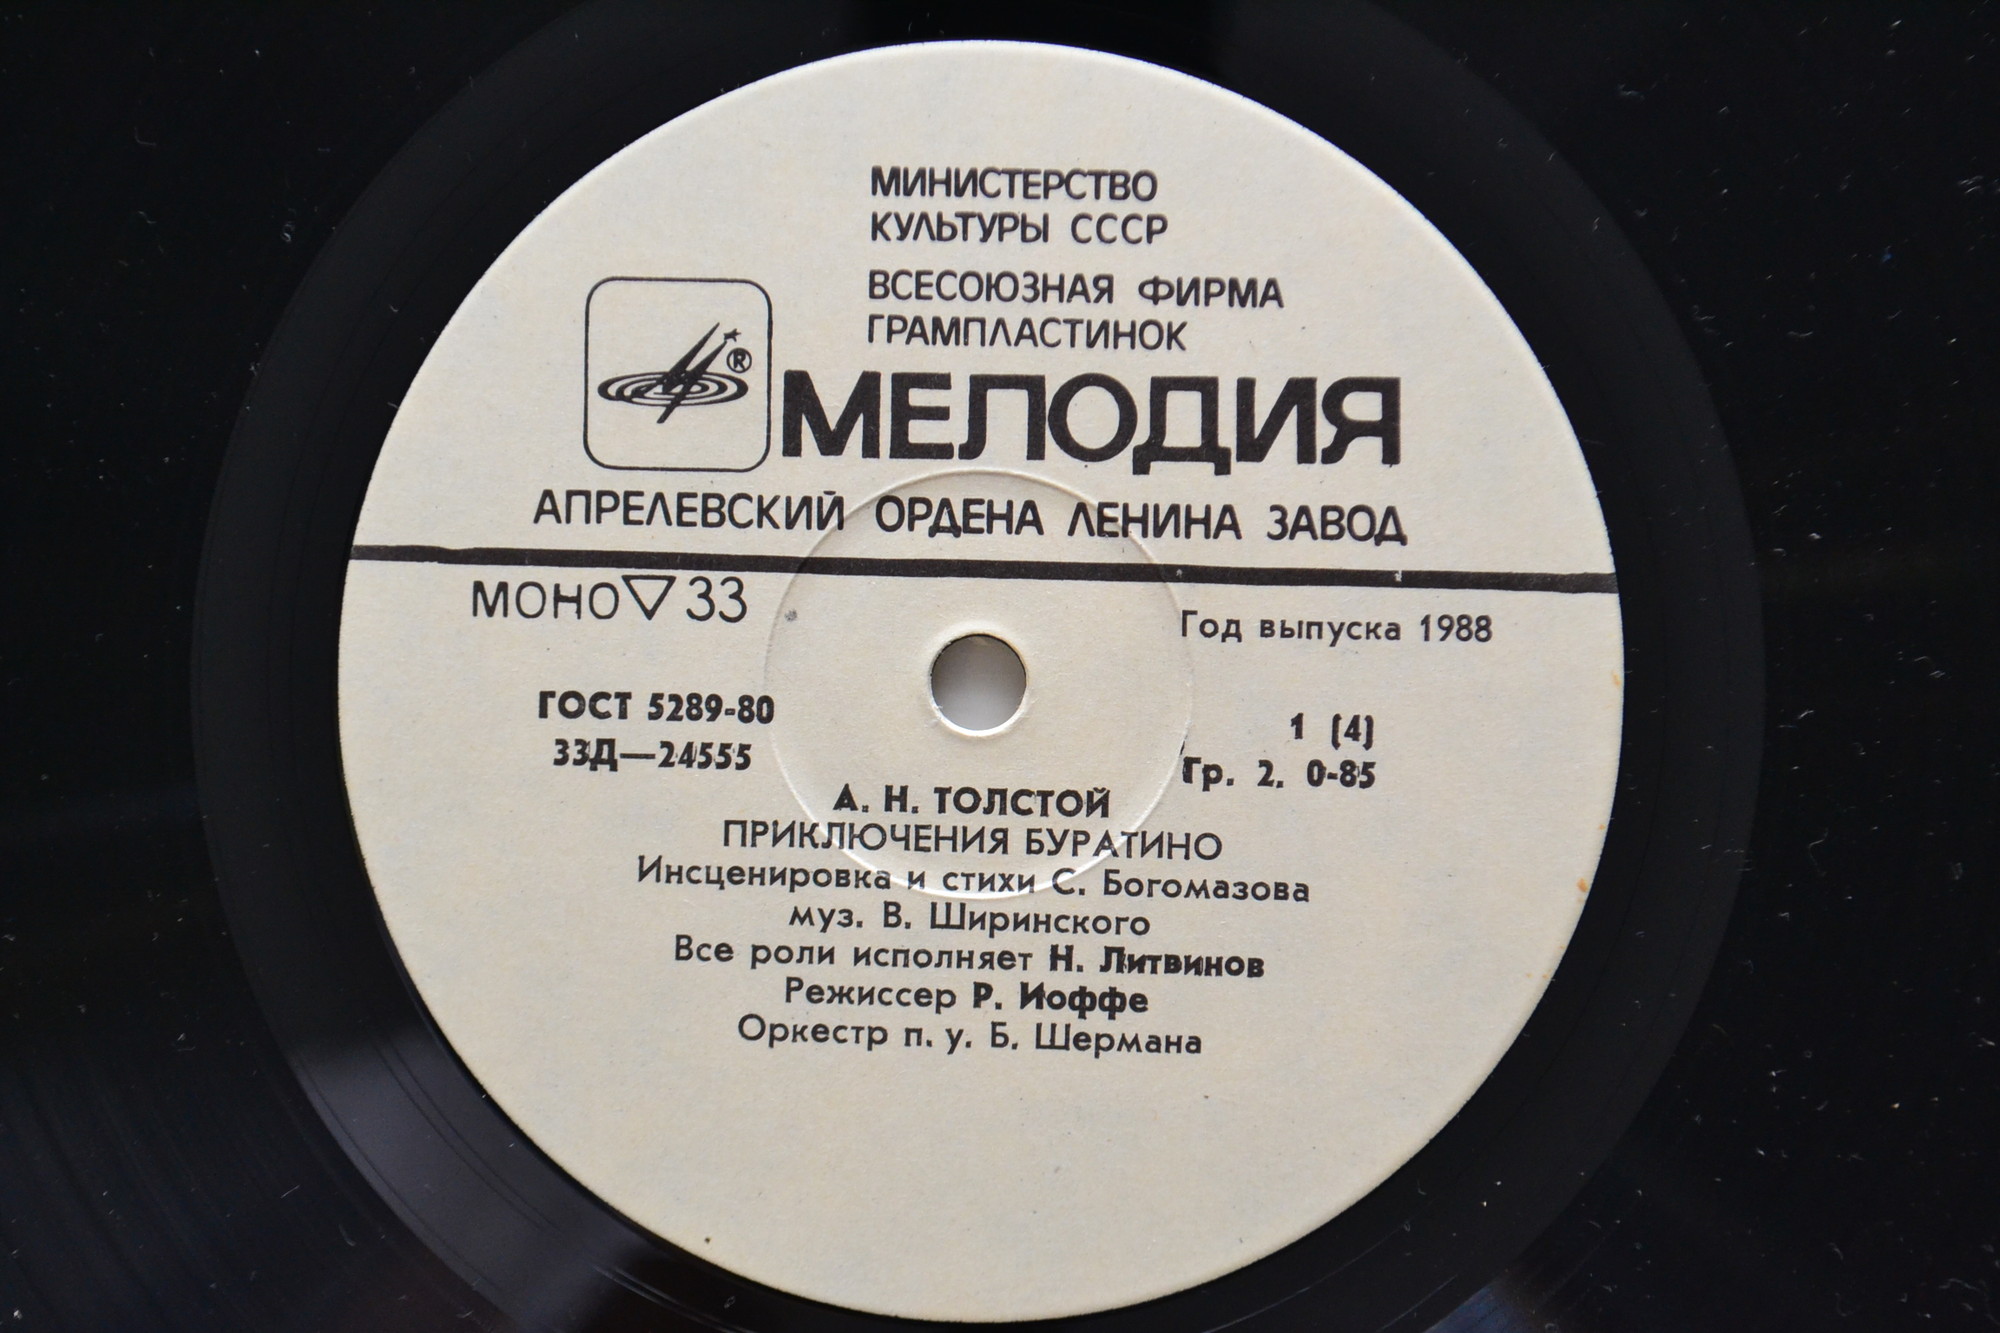 МИНИСТЕРСТВО
КУЛЬТУРЫ СССР
ВСЕСОЮЗНАЯ ФИРМА
ГРАМПЛАСТИНОК
®
МЕЛОДИЯ
АПРЕЛЕВСКИЙ ОРДЕНА ЛЕНИНА ЗАВОД
МОНО ▽ 33
Год выпуска 1988
ГОСТ 5289-80
33Д—24555
1 (4)
Гр. 2. 0-85
А. Н. ТОЛСТОЙ
ПРИКЛЮЧЕНИЯ БУРАТИНО
Инсценировка и стихи С. Богомазова
муз. В. Ширинского
Все роли исполняет Н. Литвинов
Режиссер Р. Иоффе
Оркестр п. у. Б. Шермана